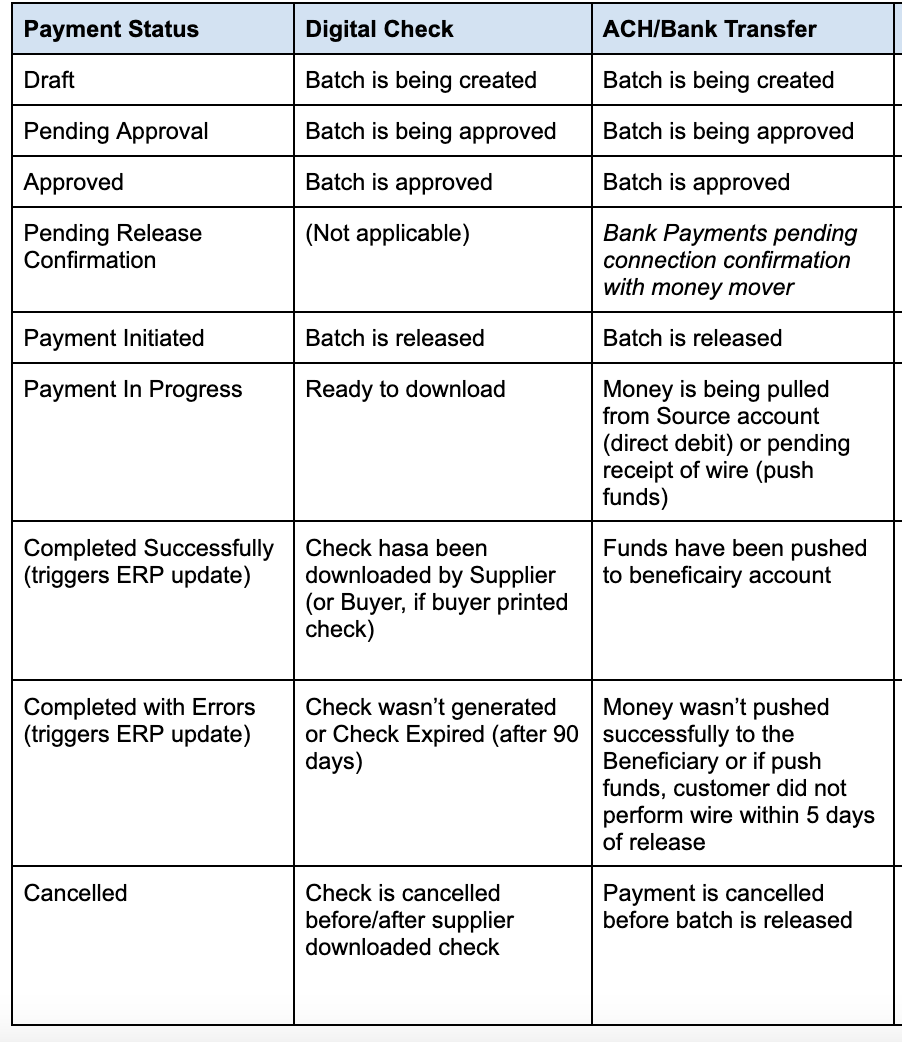 Payment Status
Digital Check
ACH/Bank Transfer
Draft
Batch is being created
Batch is being created
Pending Approval
Batch is being approved
Batch is being approved
Approved
Batch is approved
Batch is approved
Pending Release
Confirmation
(Not applicable)
Bank Payments pending
connection confirmation
with money mover
Payment Initiated
Batch is released
Batch is released
Payment In Progress
Ready to download
Money is being pulled
from Source account
(direct debit) or pending
receipt of wire (push
funds)
Completed Successfully
(triggers ERP update)
Check hasa been
downloaded by Supplier
(or Buyer, if buyer printed
check)
Funds have been pushed
to beneficairy account
Completed with Errors
(triggers ERP update)
Check wasn’t generated
or Check Expired (after 90
days)
Money wasn’t pushed
successfully to the
Beneficiary or if push
funds, customer did not
perform wire within 5 days
of release
Cancelled
Check is cancelled
before/after supplier
downloaded check
Payment is cancelled
before batch is released